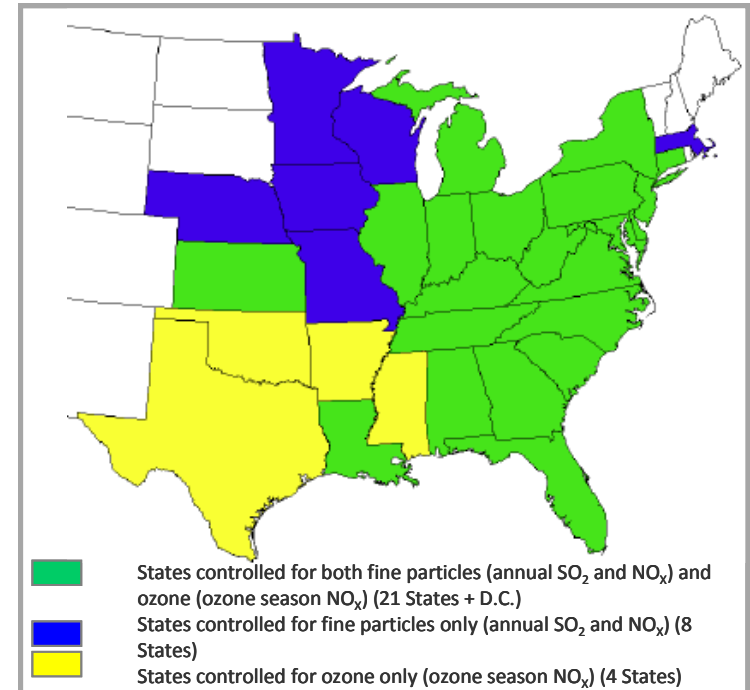 States controlled for both fine particles (annual SO₂ and NOₓ) and
ozone (ozone season NOₓ) (21 States + D.C.)
States controlled for fine particles only (annual SO₂ and NOₓ) (8
States)
States controlled for ozone only (ozone season NOₓ) (4 States)